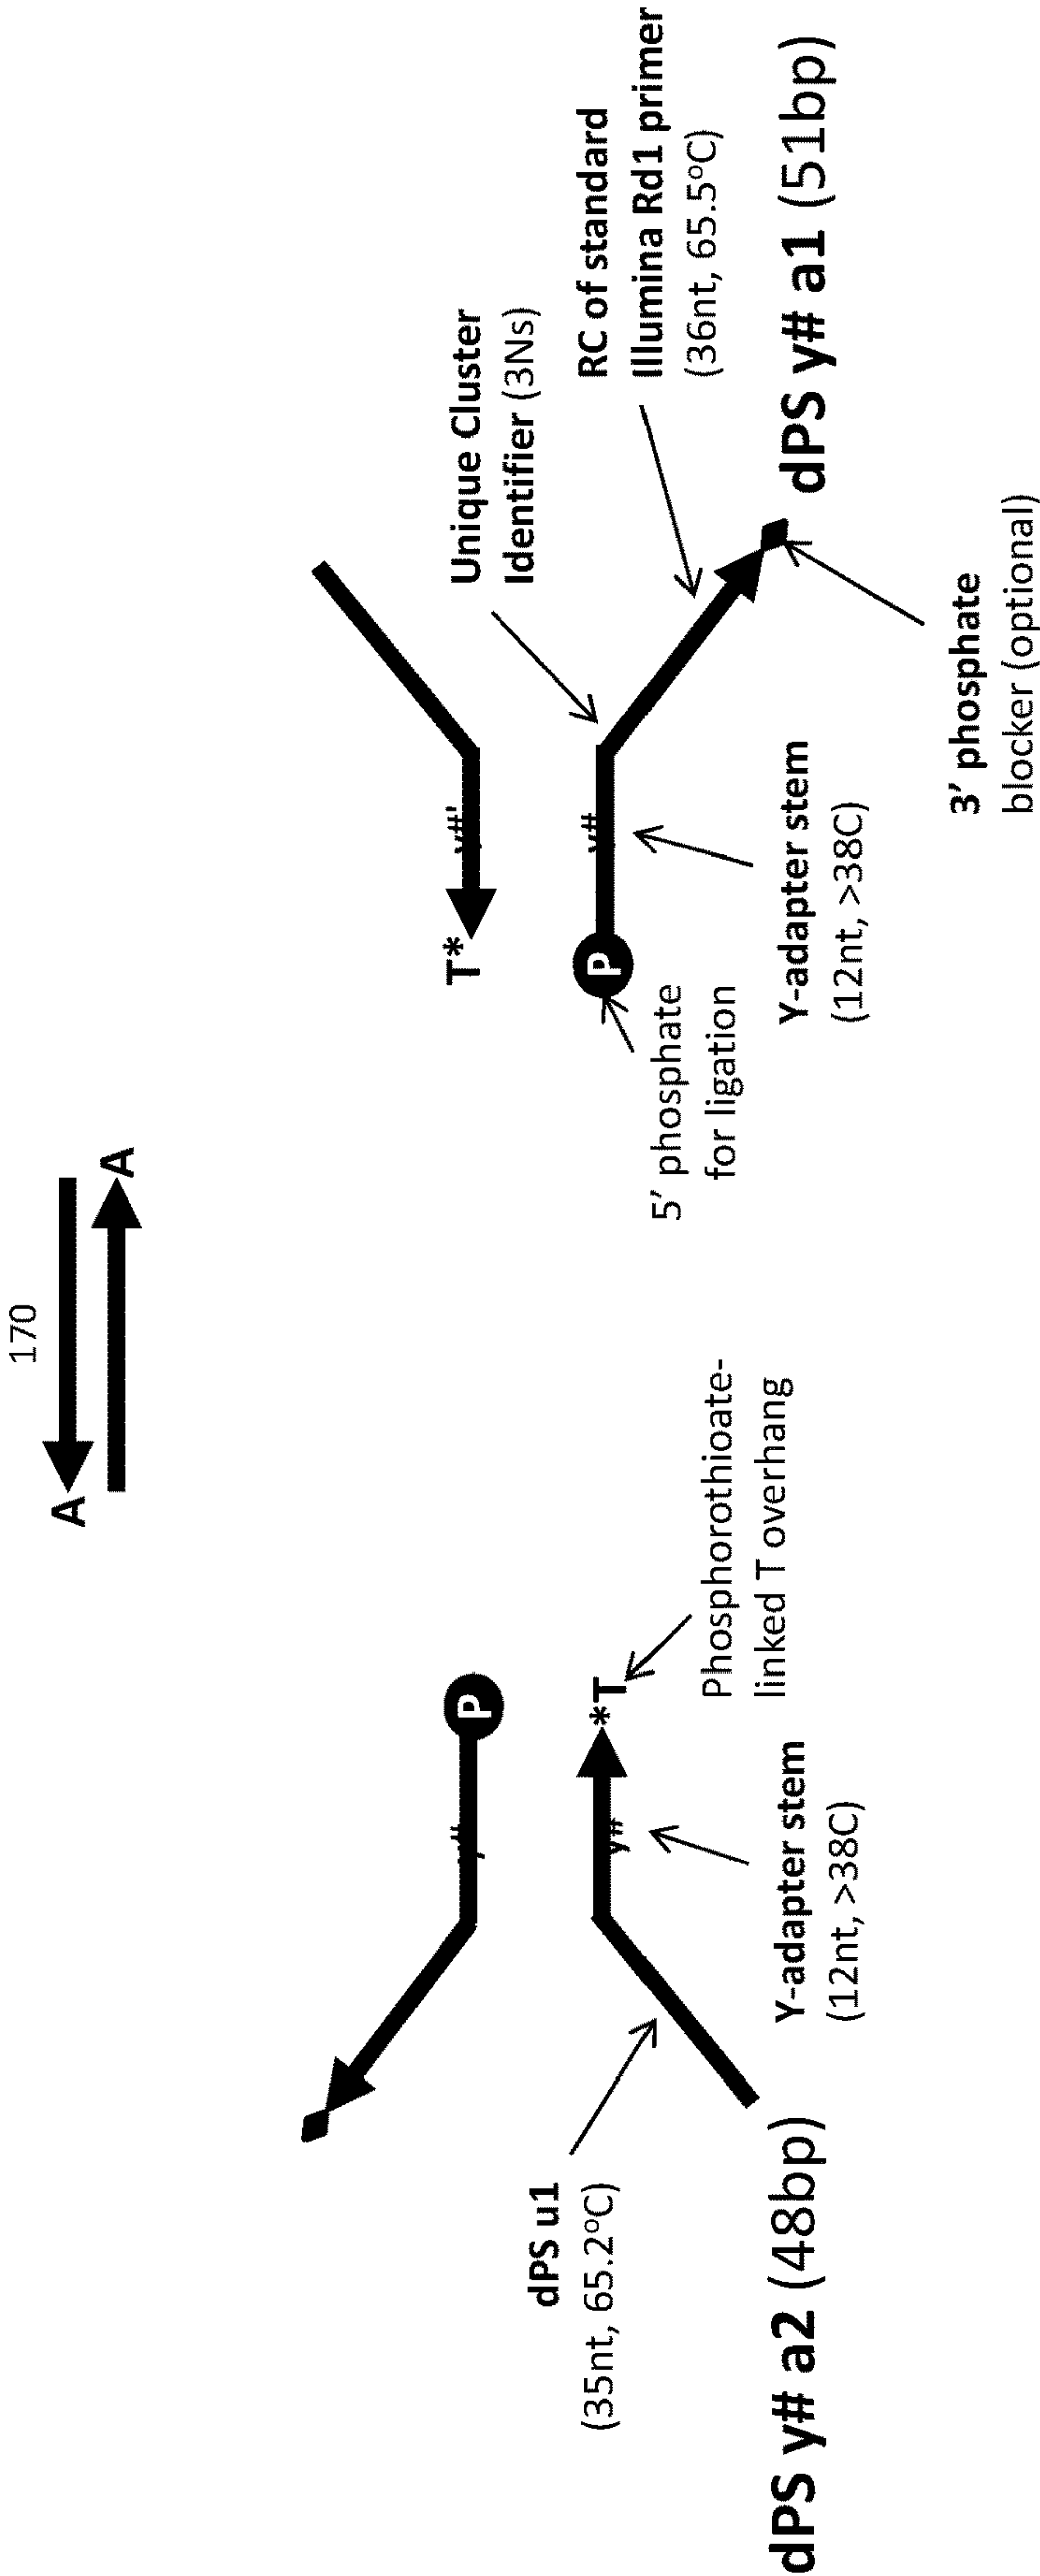 170
A
A
P
y#
*T
y#
dPS u1
(35nt, 65.2°C)
Phosphorothioate-
linked T overhang
Y-adapter stem
(12nt, >38C)
dPS y# a2 (48bp)
T*
y#'
P
y#
Unique Cluster
Identifier (3Ns)
RC of standard
Illumina Rd1 primer
(36nt, 65.5°C)
5' phosphate
for ligation
Y-adapter stem
(12nt, >38C)
dPS y# a1 (51bp)
3' phosphate
blocker (optional)